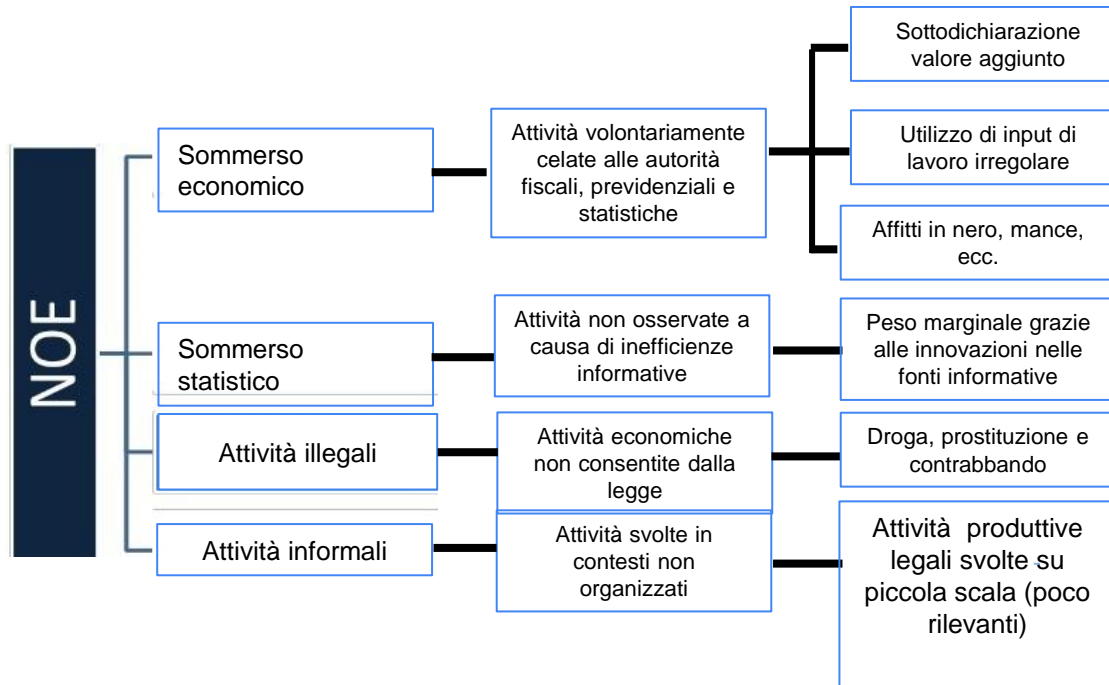 NOE
Sommerso
economico
Attività volontariamente
celate alle autorità
fiscali, previdenziali e
statistiche
Sottodichiarazione
valore aggiunto
Utilizzo di input di
lavoro irregolare
Affitti in nero, mance,
ecc.
Sommerso
statistico
Attività non osservate a
causa di inefficienze
informative
Peso marginale grazie
alle innovazioni nelle
fonti informative
Attività illegali
Attività economiche
non consentite dalla
legge
Droga, prostituzione e
contrabbando
Attività informali
Attività svolte in
contesti non
organizzati
Attività produttive
legali svolte su
piccola scala (poco
rilevanti)